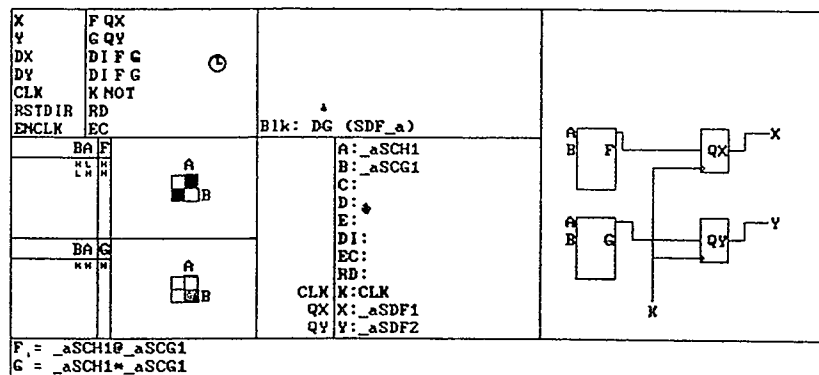 X F QX
Y G QY
DX DI F G
DY DI F G
CLK K NOT
RSTDIR RD
ENCLK EC
Blk: DG (SDF_a)
BA F
H L H
L H H
A
B
BA G
H H H
A
B
A:_aSCH1
B:_aSCG1
C:
D:
E:
DI:
EC:
RD:
CLK K:CLK
QX X:_aSDF1
QY Y:_aSDF2
A
B F QX X
A
B G QY Y
K
F = _aSCH1@_aSCG1
G = _aSCH1*_aSCG1